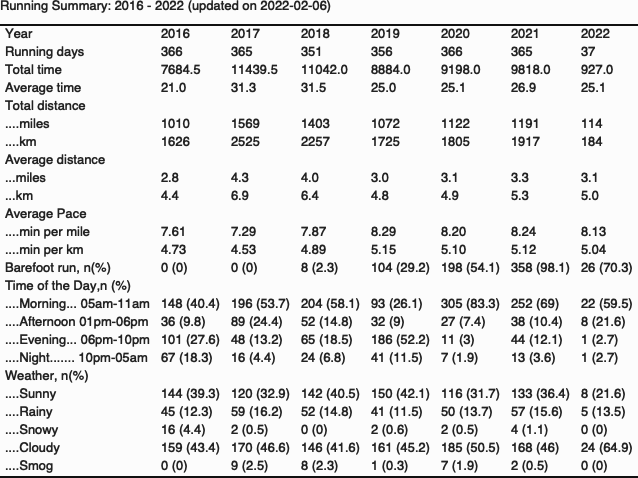 Running Summary: 2016 - 2022 (updated on 2022-02-06)
Year 2016 2017 2018 2019 2020 2021 2022
Running days 366 365 351 356 366 365 37
Total time 7684.5 11439.5 11042.0 8884.0 9198.0 9818.0 927.0
Average time 21.0 31.3 31.5 25.0 25.1 26.9 25.1
Total distance
....miles 1010 1569 1403 1072 1122 1191 114
....km 1626 2525 2257 1725 1805 1917 184
Average distance
...miles 2.8 4.3 4.0 3.0 3.1 3.3 3.1
...km 4.4 6.9 6.4 4.8 4.9 5.3 5.0
Average Pace
....min per mile 7.61 7.29 7.87 8.29 8.20 8.24 8.13
....min per km 4.73 4.53 4.89 5.15 5.10 5.12 5.04
Barefoot run, n(%) 0 (0) 0 (0) 8 (2.3) 104 (29.2) 198 (54.1) 358 (98.1) 26 (70.3)
Time of the Day,n (%)
....Morning... 05am-11am 148 (40.4) 196 (53.7) 204 (58.1) 93 (26.1) 305 (83.3) 252 (69) 22 (59.5)
....Afternoon 01pm-06pm 36 (9.8) 89 (24.4) 52 (14.8) 32 (9) 27 (7.4) 38 (10.4) 8 (21.6)
....Evening... 06pm-10pm 101 (27.6) 48 (13.2) 65 (18.5) 186 (52.2) 11 (3) 44 (12.1) 1 (2.7)
....Night....... 10pm-05am 67 (18.3) 16 (4.4) 24 (6.8) 41 (11.5) 7 (1.9) 13 (3.6) 1 (2.7)
Weather, n(%)
....Sunny 144 (39.3) 120 (32.9) 142 (40.5) 150 (42.1) 116 (31.7) 133 (36.4) 8 (21.6)
....Rainy 45 (12.3) 59 (16.2) 52 (14.8) 41 (11.5) 50 (13.7) 57 (15.6) 5 (13.5)
....Snowy 16 (4.4) 2 (0.5) 0 (0) 2 (0.6) 2 (0.5) 4 (1.1) 0 (0)
....Cloudy 159 (43.4) 170 (46.6) 146 (41.6) 161 (45.2) 185 (50.5) 168 (46) 24 (64.9)
....Smog 0 (0) 9 (2.5) 8 (2.3) 1 (0.3) 7 (1.9) 2 (0.5) 0 (0)